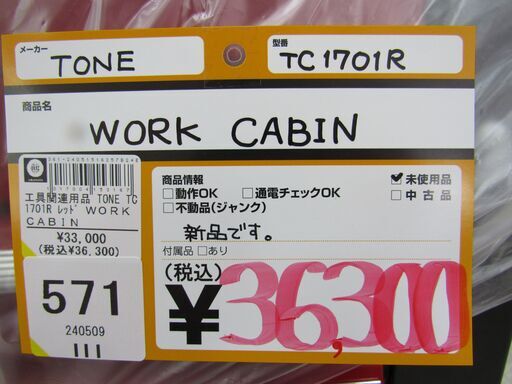 メーカー
TONE
型番
TC1701R
商品名
WORK CABIN
工具関連用品 TONE TC
1701R ﾚｯﾄﾞ WORK
CABIN
¥33,000
(税込¥36,300)
571
240509
商品情報
□動作OK □通電チェックOK
□不動品(ジャンク)
☑未使用品
□中古品
新品です。
付属品 □あり
(税込)
¥36,300